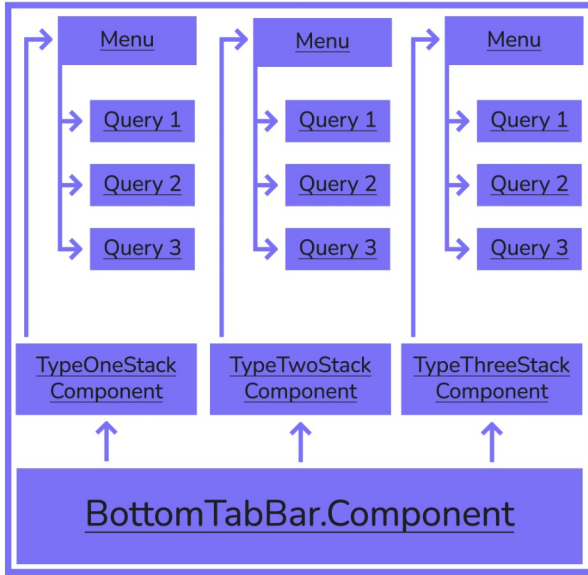 Menu
Query 1
Query 2
Query 3
TypeOneStack
Component
Menu
Query 1
Query 2
Query 3
TypeTwoStack
Component
Menu
Query 1
Query 2
Query 3
TypeThreeStack
Component
BottomTabBar.Component